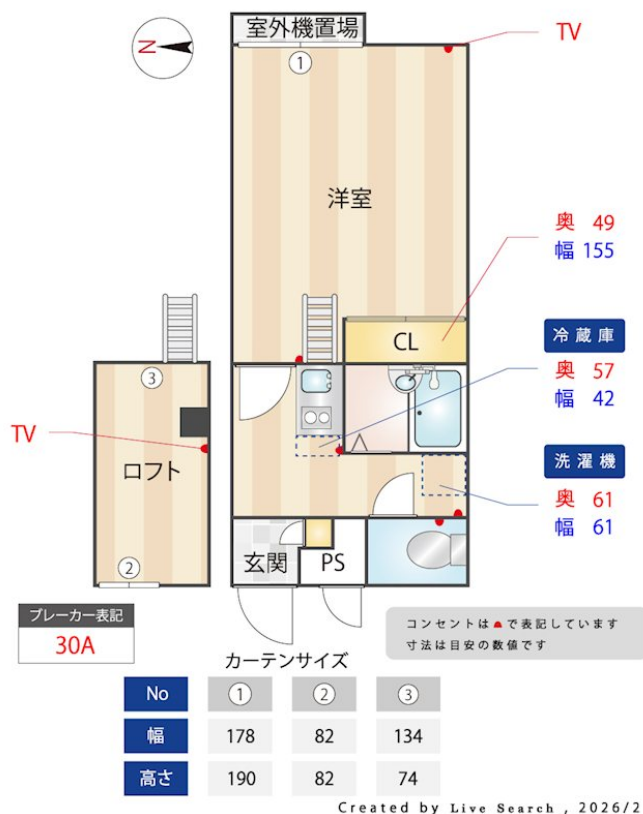 室外機置場
TV
N
①
洋室
奥 49
幅 155
CL
冷蔵庫
奥 57
幅 42
③
TV
ロフト
洗濯機
奥 61
幅 61
②
玄関
PS
ブレーカー表記
30A
コンセントは で表記しています
寸法は目安の数値です
カーテンサイズ
No ① ② ③
幅 178 82 134
高さ 190 82 74
Created by Live Search , 2026/2